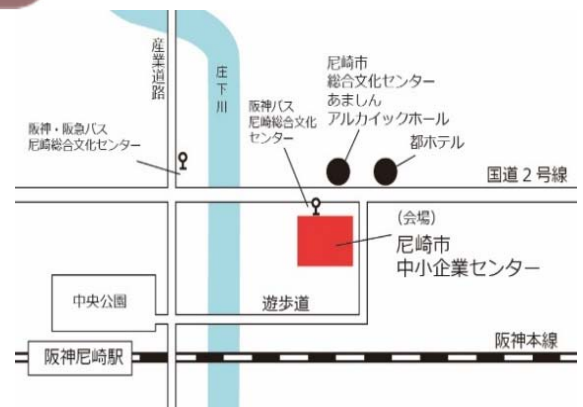 産業道路
庄下川
尼崎市
総合文化センター
あましん
アルカイックホール
阪神バス
尼崎総合文化
センター
都ホテル
阪神・阪急バス
尼崎総合文化センター
国道2号線
(会場)
尼崎市
中小企業センター
中央公園
遊歩道
阪神本線
阪神尼崎駅